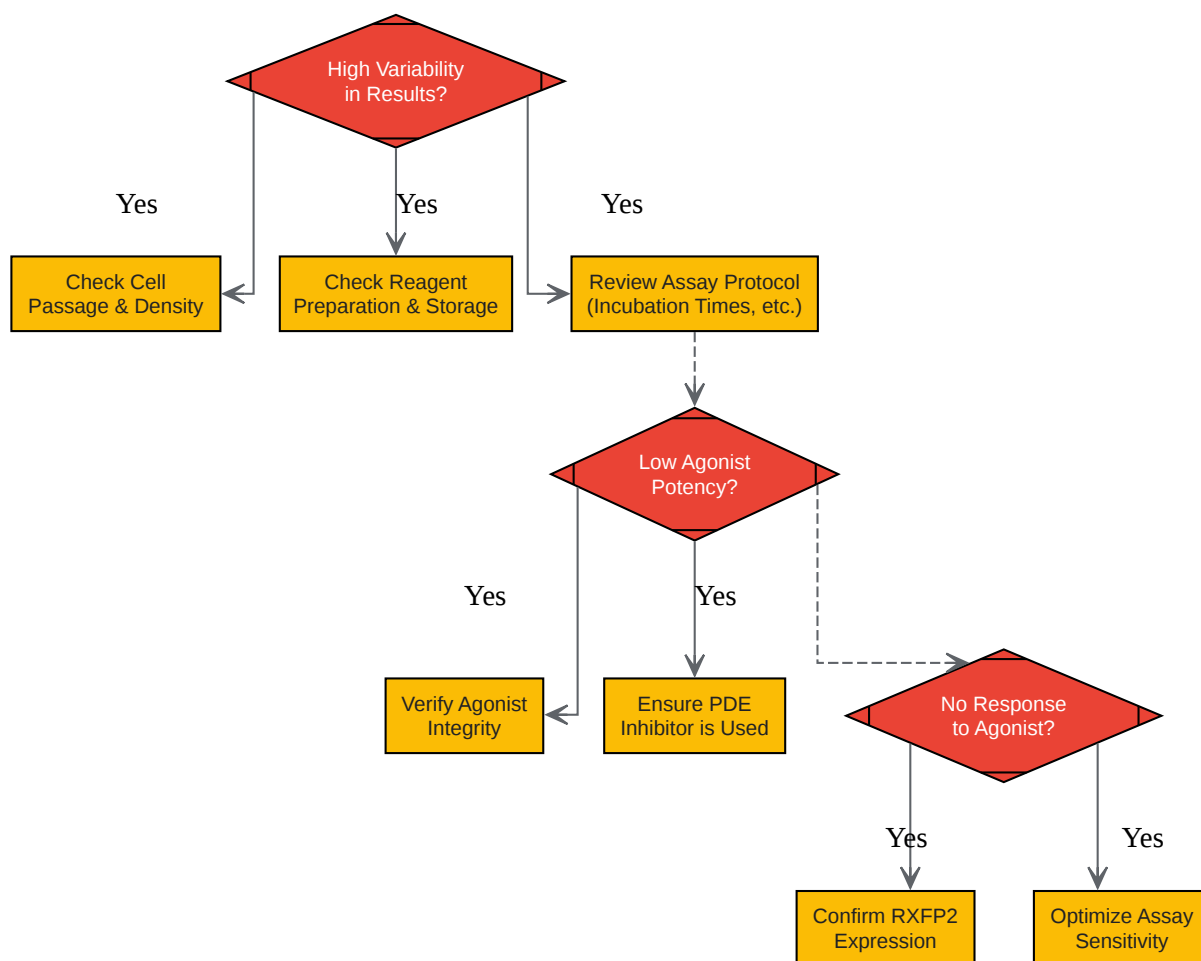 High Variability
in Results?
Yes
Yes
Yes
Check Cell
Passage & Density
Check Reagent
Preparation & Storage
Review Assay Protocol
(Incubation Times, etc.)
Low Agonist
Potency?
Yes
Yes
Verify Agonist
Integrity
Ensure PDE
Inhibitor is Used
No Response
to Agonist?
Yes
Yes
Confirm RXFP2
Expression
Optimize Assay
Sensitivity